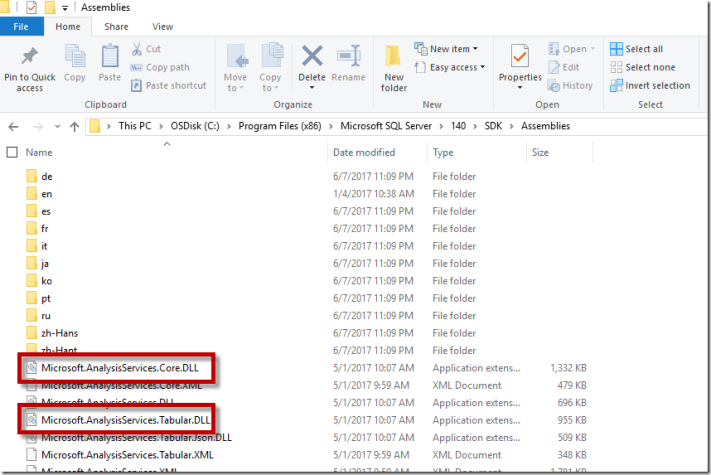 Assemblies
File Home Share View
Pin to Quick access
Copy
Paste
Cut
Copy path
Paste shortcut
Clipboard
Move to
Copy to
Delete
Rename
Organize
New folder
New item
Easy access
New
Properties
Open
Edit
History
Open
Select all
Select none
Invert selection
Select
This PC > OSDisk (C:) > Program Files (x86) > Microsoft SQL Server > 140 > SDK > Assemblies
Name Date modified Type Size
de 6/7/2017 11:09 PM File folder
en 1/4/2017 10:38 AM File folder
es 6/7/2017 11:09 PM File folder
fr 6/7/2017 11:09 PM File folder
it 6/7/2017 11:09 PM File folder
ja 6/7/2017 11:09 PM File folder
ko 6/7/2017 11:09 PM File folder
pt 6/7/2017 11:09 PM File folder
ru 6/7/2017 11:09 PM File folder
zh-Hans 6/7/2017 11:09 PM File folder
zh-Hant 6/7/2017 11:09 PM File folder
Microsoft.AnalysisServices.Core.DLL 5/1/2017 10:07 AM Application extens... 1,332 KB
Microsoft.AnalysisServices.Core.XML 5/1/2017 9:59 AM XML Document 479 KB
Microsoft.AnalysisServices.DLL 5/1/2017 10:07 AM Application extens... 696 KB
Microsoft.AnalysisServices.Tabular.DLL 5/1/2017 10:07 AM Application extens... 955 KB
Microsoft.AnalysisServices.Tabular.Json.DLL 5/1/2017 10:07 AM Application extens... 509 KB
Microsoft.AnalysisServices.Tabular.XML 5/1/2017 9:59 AM XML Document 348 KB
Microsoft.AnalysisServices.XML 5/1/2017 9:59 AM XML Document